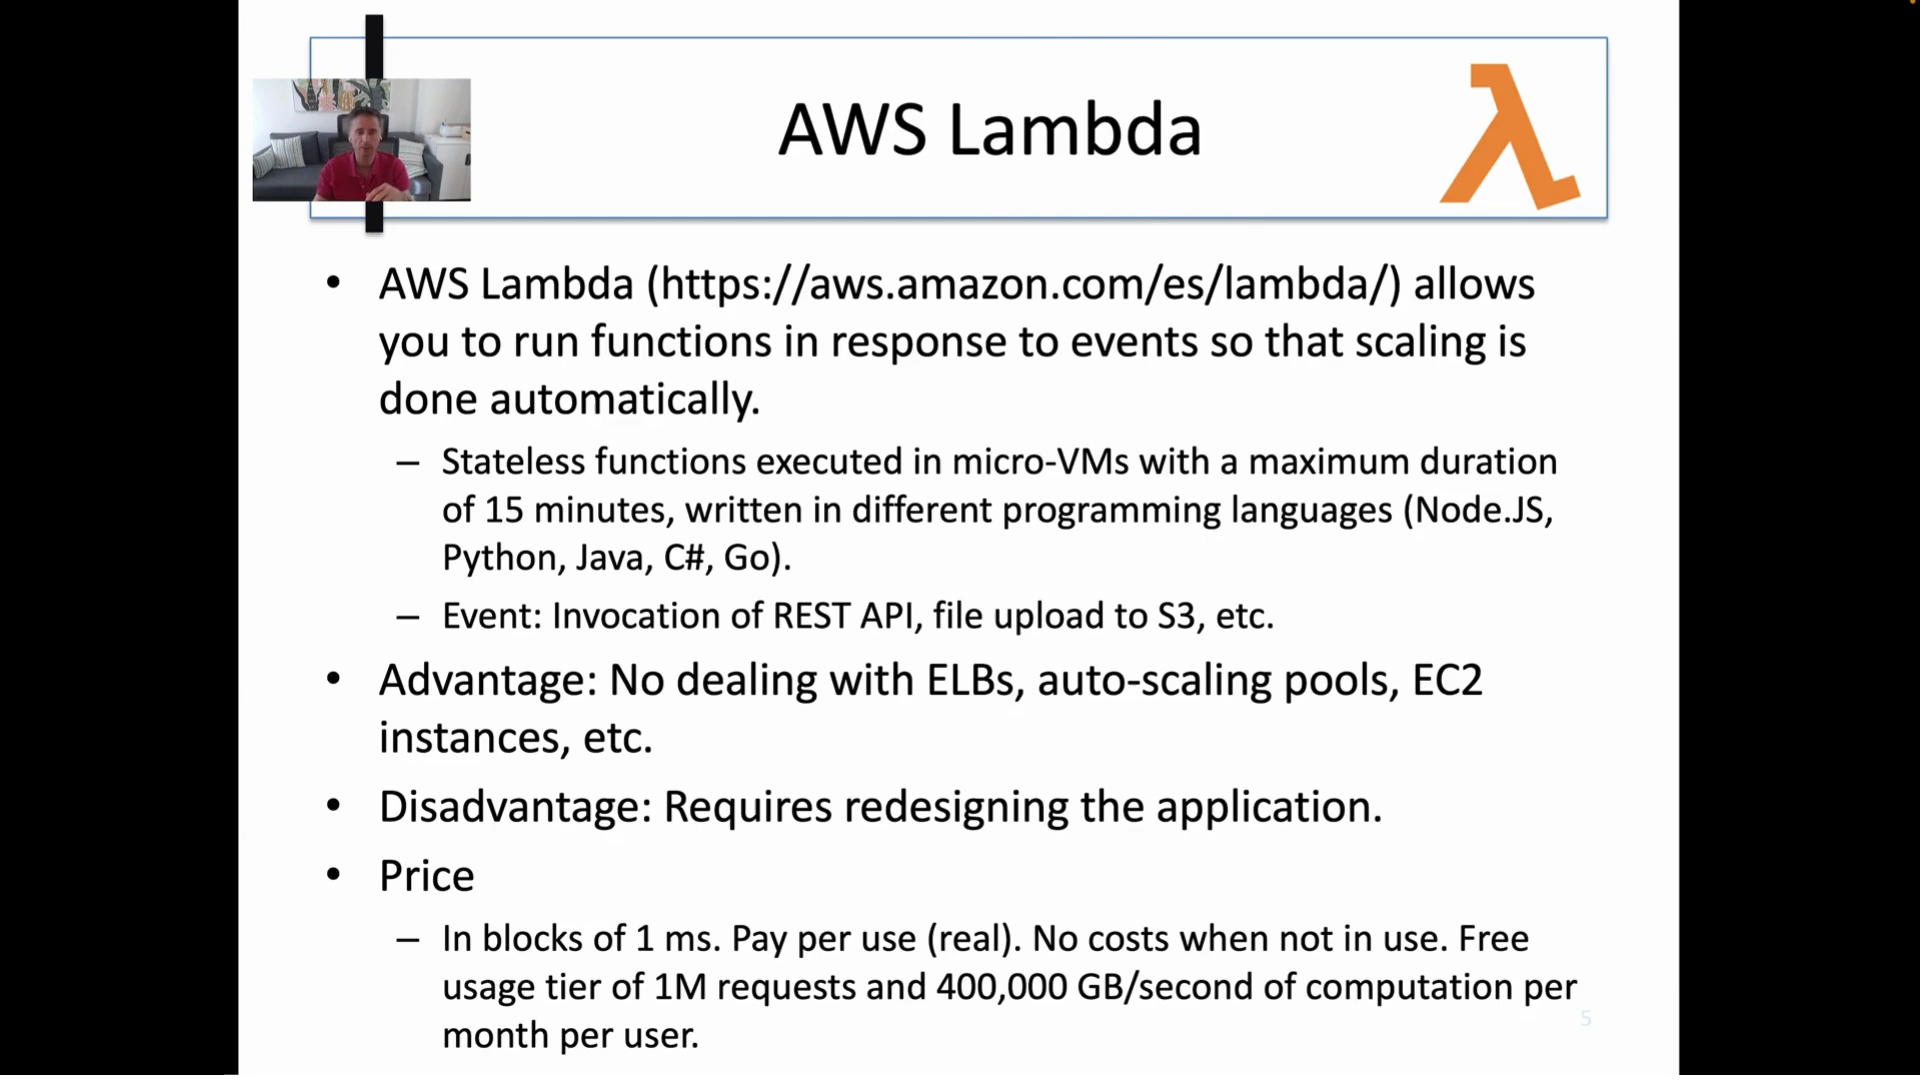 AWS Lambda
• AWS Lambda (https://aws.amazon.com/es/lambda/) allows
you to run functions in response to events so that scaling is
done automatically.
– Stateless functions executed in micro-VMs with a maximum duration
of 15 minutes, written in different programming languages (Node.JS,
Python, Java, C#, Go).
– Event: Invocation of REST API, file upload to S3, etc.
• Advantage: No dealing with ELBs, auto-scaling pools, EC2
instances, etc.
• Disadvantage: Requires redesigning the application.
• Price
– In blocks of 1 ms. Pay per use (real). No costs when not in use. Free
usage tier of 1M requests and 400,000 GB/second of computation per
month per user.
5